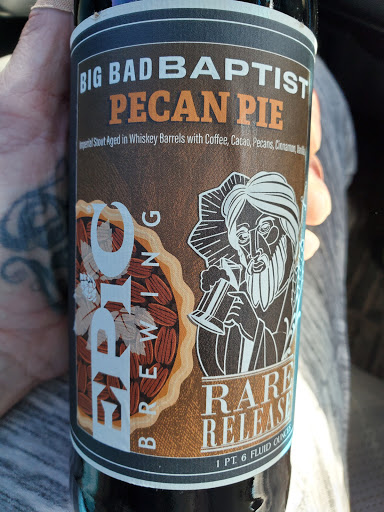 BIG BAD BAPTIST
PECAN PIE
Imperial Stout Aged in Whiskey Barrels with Coffee, Cacao, Pecans, Cinnamon,
EPIC
BREWING
RARE
RELEASE
1 PT. 6 FLUID OUNCES